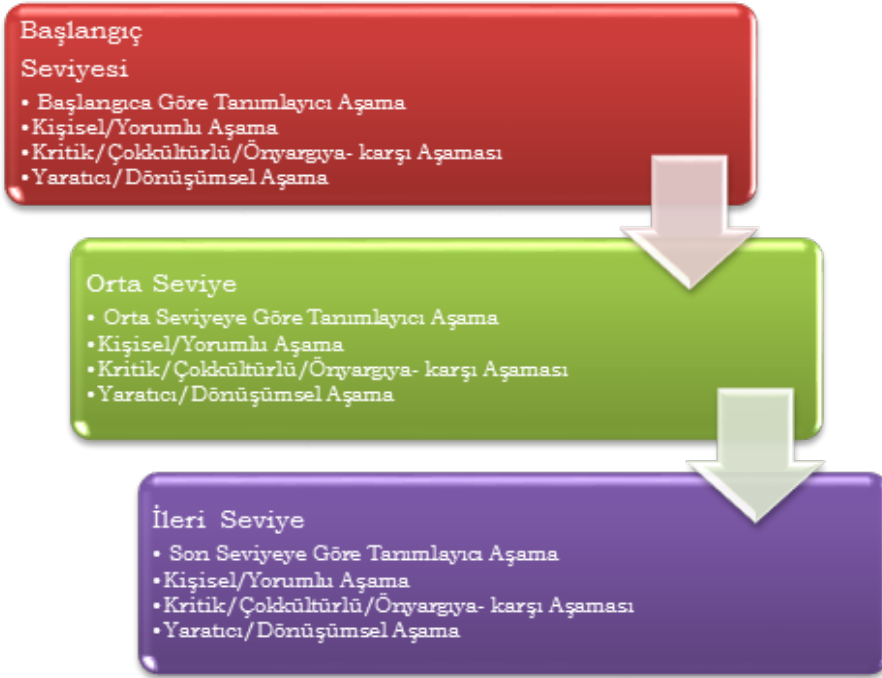 Başlangıç
Seviyesi
• Başlangıca Göre Tanımlayıcı Aşama
•Kişisel/Yorumlu Aşama
•Kritik/Çokkültürlü/Önyargıya- karşı Aşaması
•Yaratıcı/Dönüşümsel Aşama
Orta Seviye
• Orta Seviyeye Göre Tanımlayıcı Aşama
•Kişisel/Yorumlu Aşama
•Kritik/Çokkültürlü/Önyargıya- karşı Aşaması
•Yaratıcı/Dönüşümsel Aşama
İleri Seviye
• Son Seviyeye Göre Tanımlayıcı Aşama
•Kişisel/Yorumlu Aşama
•Kritik/Çokkültürlü/Önyargıya- karşı Aşaması
•Yaratıcı/Dönüşümsel Aşama